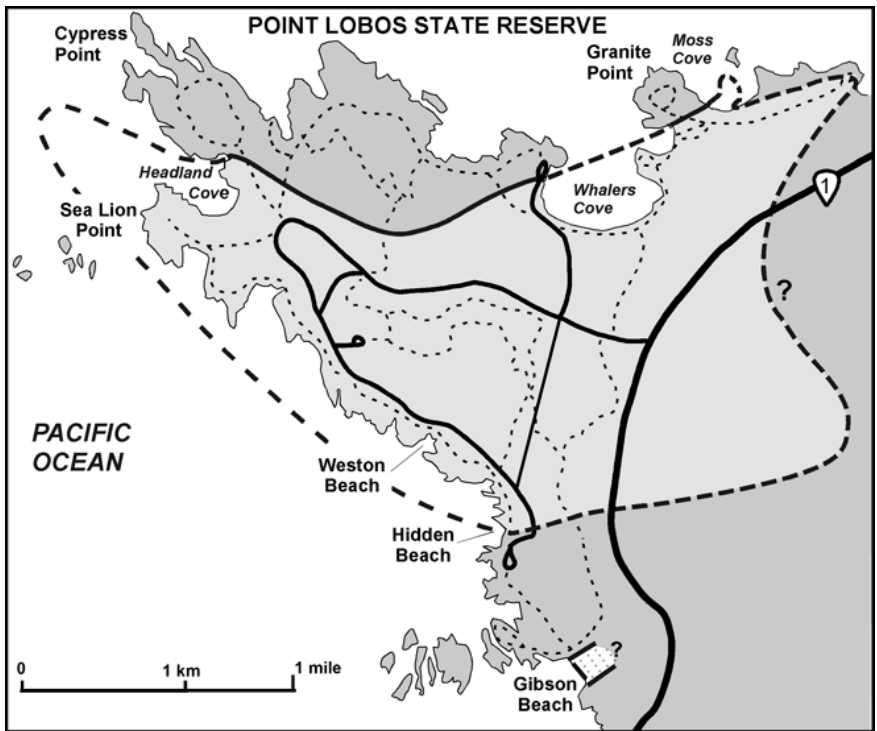 POINT LOBOS STATE RESERVE
Cypress
Point
Granite
Point
Moss
Cove
Headland
Cove
Whalers
Cove
1
Sea Lion
Point
?
PACIFIC
OCEAN
Weston
Beach
Hidden
Beach
?
Gibson
Beach
0
1 km
1 mile